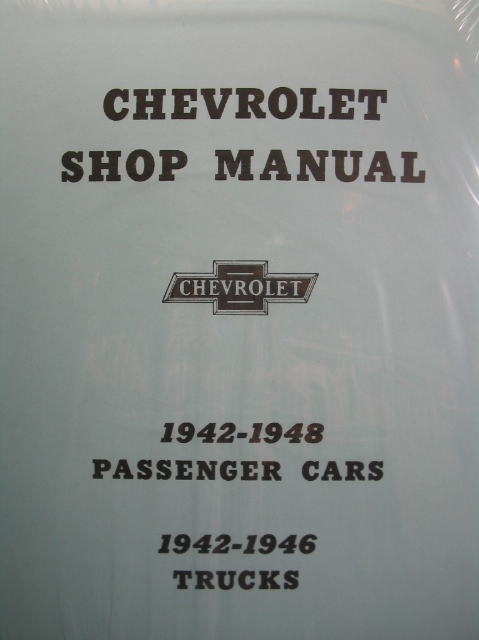 CHEVROLET
SHOP MANUAL
CHEVROLET
1942-1948
PASSENGER CARS
1942-1946
TRUCKS